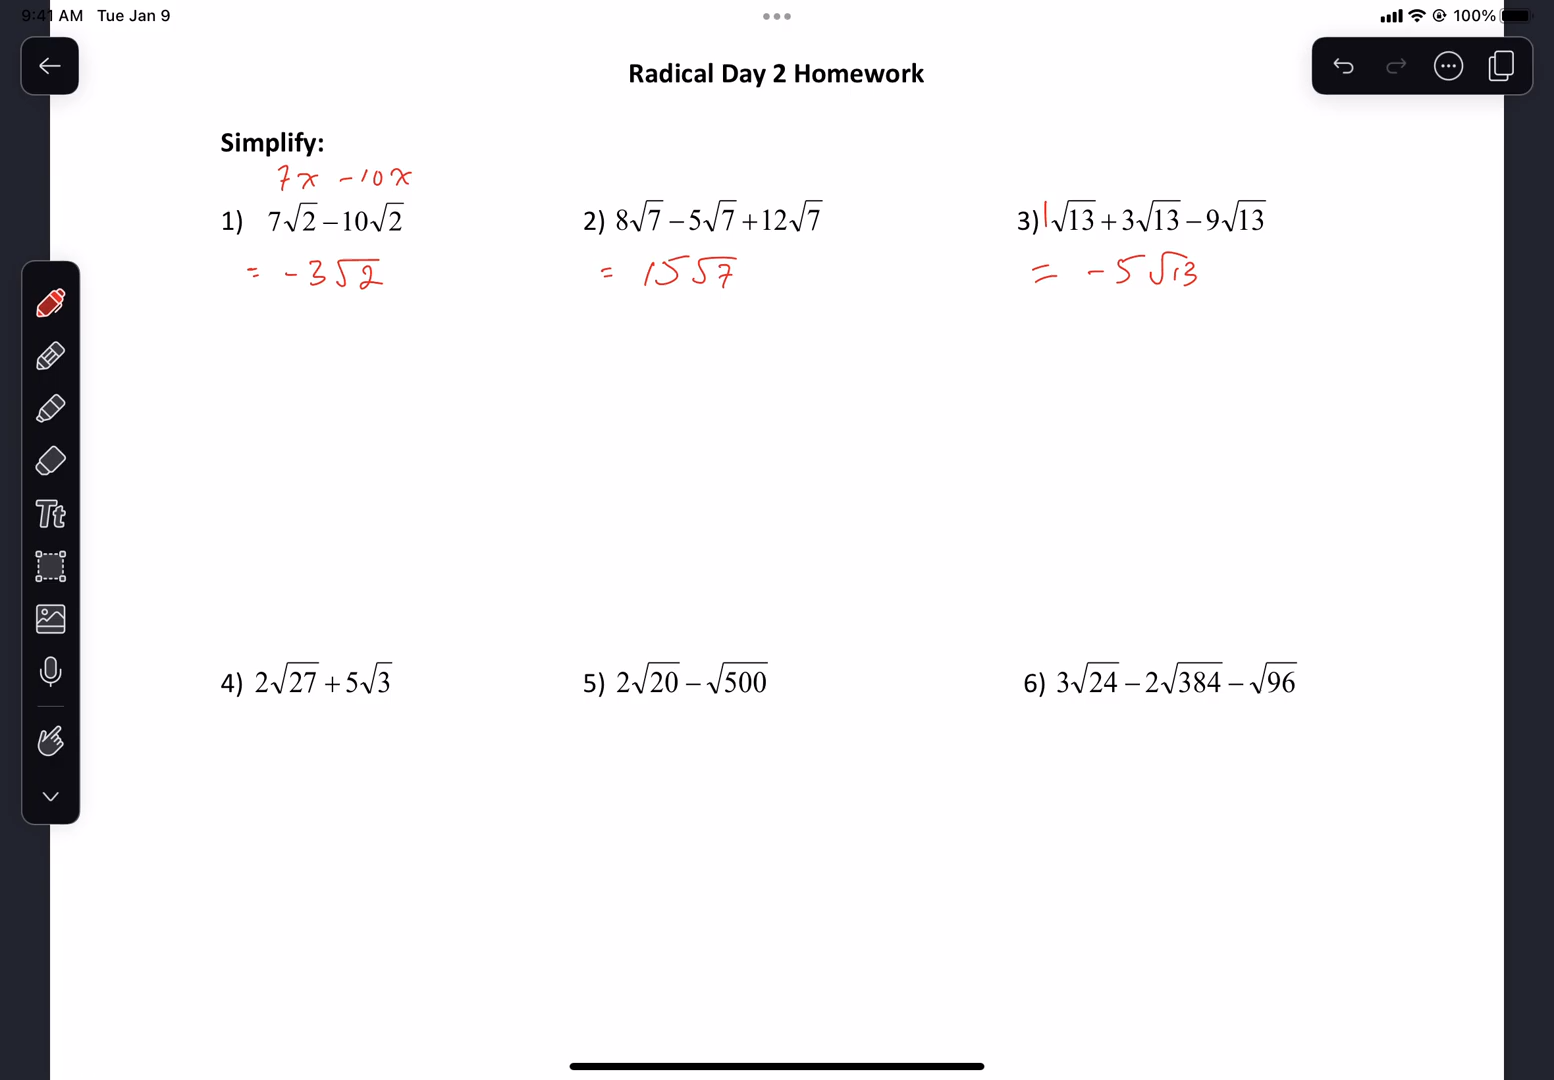 9:41 AM Tue Jan 9
100%
Radical Day 2 Homework
Simplify:
7x - 10x
1) 7√2 − 10√2
2) 8√7 − 5√7 + 12√7
3) 1√13 + 3√13 − 9√13
= - 3√2
= 15√7
= - 5√13
Tt
4) 2√27 + 5√3
5) 2√20 − √500
6) 3√24 − 2√384 − √96